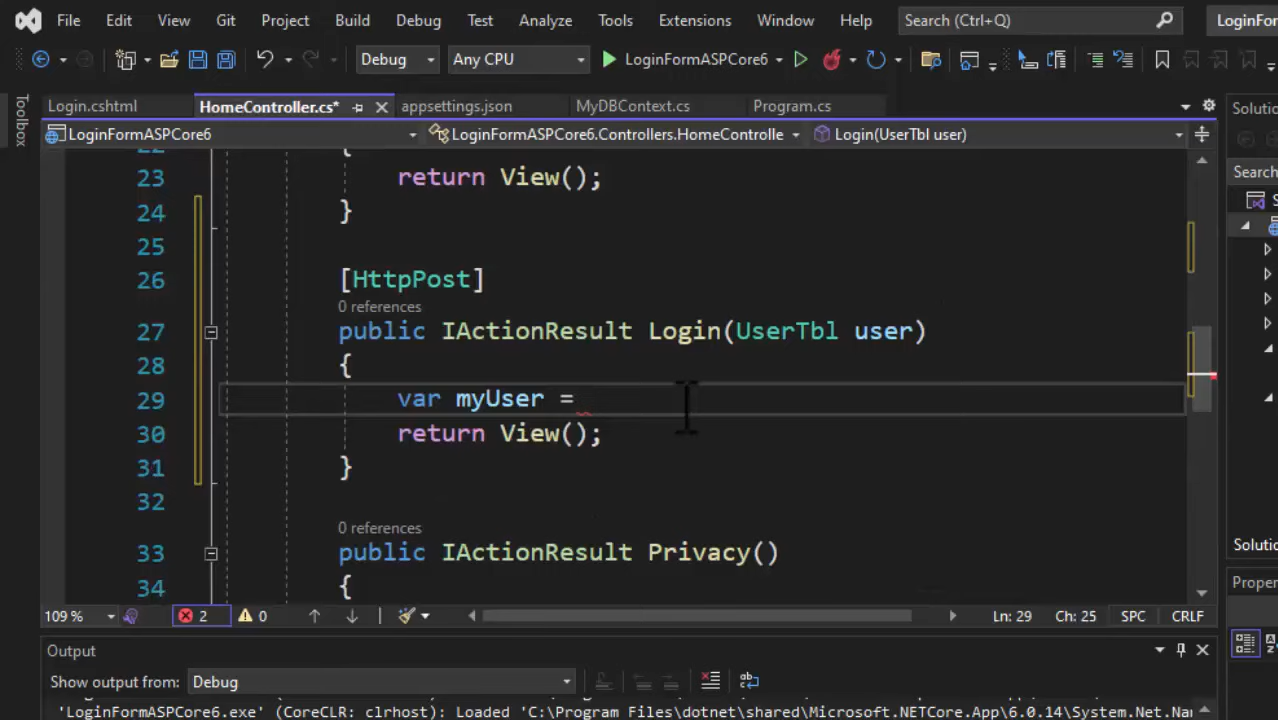 File Edit View Git Project Build Debug Test Analyze Tools Extensions Window Help Search (Ctrl+Q) LoginFor
Debug Any CPU LoginFormASPCore6
Login.cshtml HomeController.cs* appsettings.json MyDBContext.cs Program.cs
Toolbox
LoginFormASPCore6 LoginFormASPCore6.Controllers.HomeControlle Login(UserTbl user)
Solutio
Search
22 {
23 return View();
24 }
25
26 [HttpPost]
0 references
27 public IActionResult Login(UserTbl user)
28 {
29 var myUser =
30 return View();
31 }
32
0 references
33 public IActionResult Privacy()
34 {
109 % 2 0 Ln: 29 Ch: 25 SPC CRLF
Solutio
Proper
Output
Show output from: Debug
'LoginFormASPCore6.exe' (CoreCLR: clrhost): Loaded 'C:\Program Files\dotnet\shared\Microsoft.NETCore.App\6.0.14\System.Net.Nar